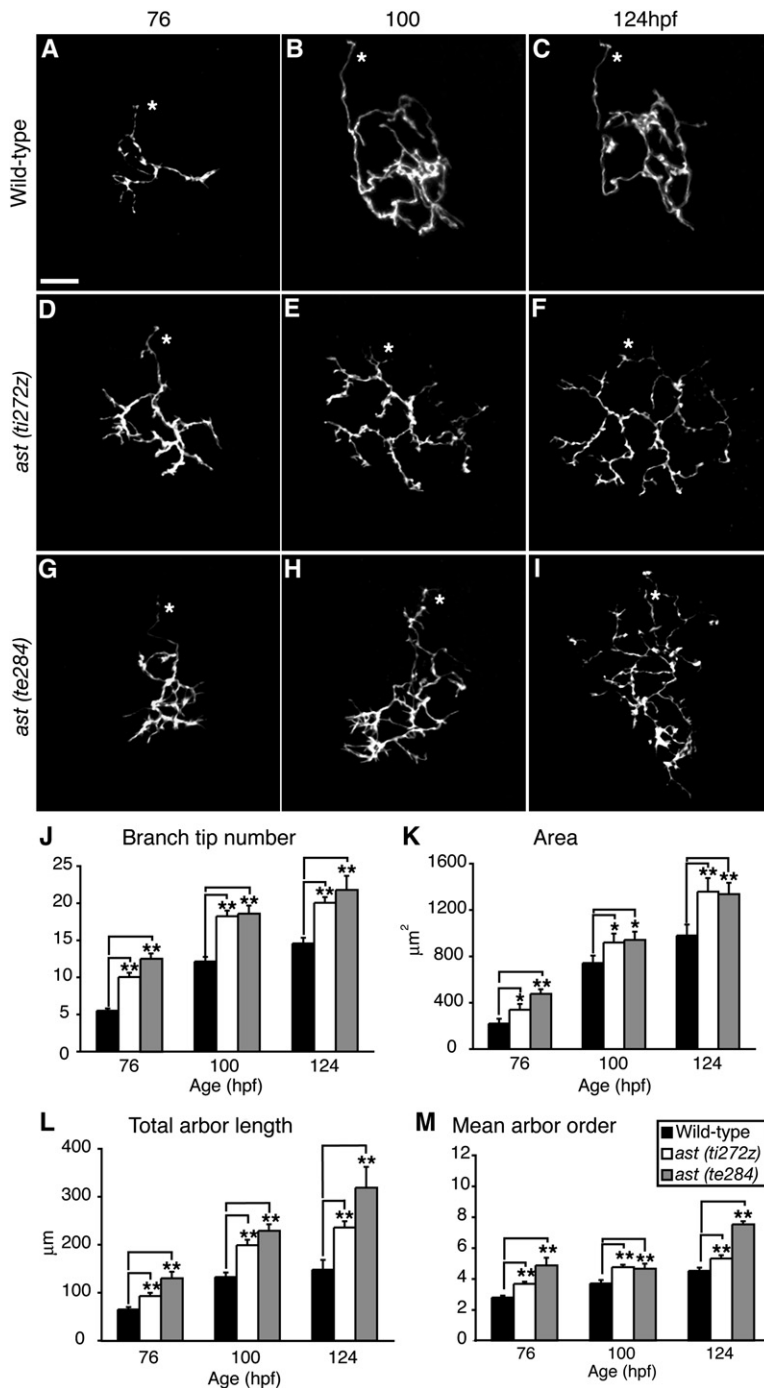 76 100 124hpf
Wild-type
A * B * C *
ast (ti272z)
D * E * F *
ast (te284)
G * H * I *
J Branch tip number
25
20
15
10
5
0
** ** ** ** ** **
76 100 124
Age (hpf)
K Area
μm²
1600
1200
800
400
0
* ** * * ** **
76 100 124
Age (hpf)
L Total arbor length
μm
400
300
200
100
0
** ** ** ** ** **
76 100 124
Age (hpf)
M Mean arbor order
Wild-type
ast (ti272z)
ast (te284)
12
10
8
6
4
2
0
** ** ** ** ** **
76 100 124
Age (hpf)